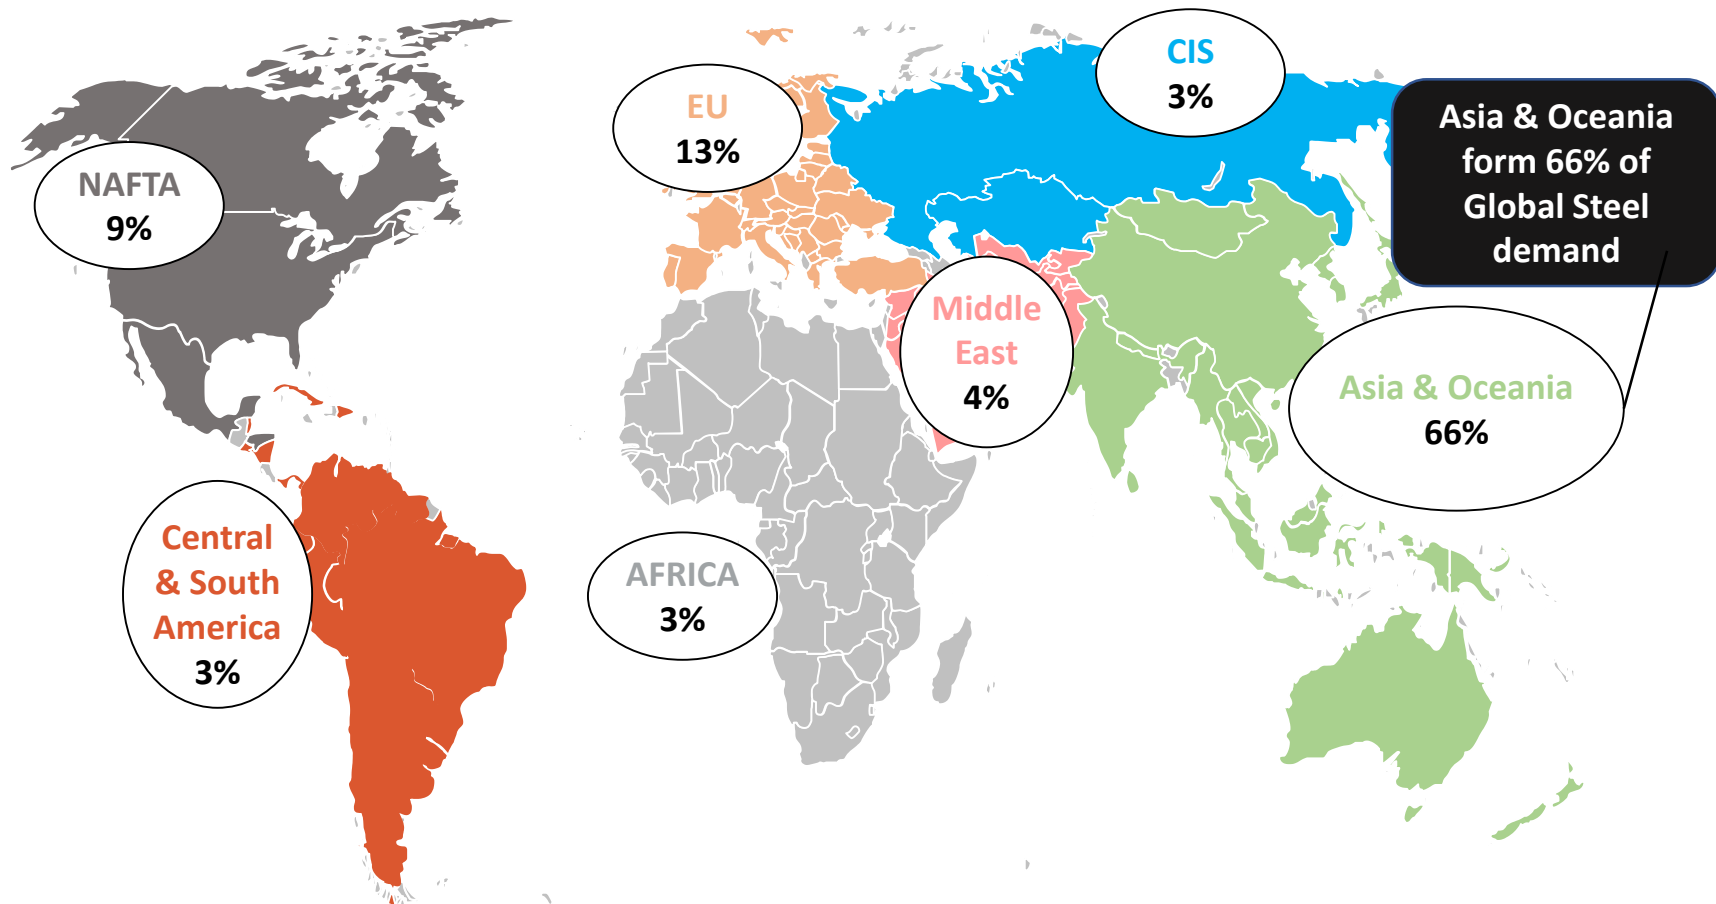 CIS
3%
EU
13%
Asia & Oceania
form 66% of
Global Steel
demand
NAFTA
9%
Middle
East
4%
Asia & Oceania
66%
Central
& South
America
3%
AFRICA
3%